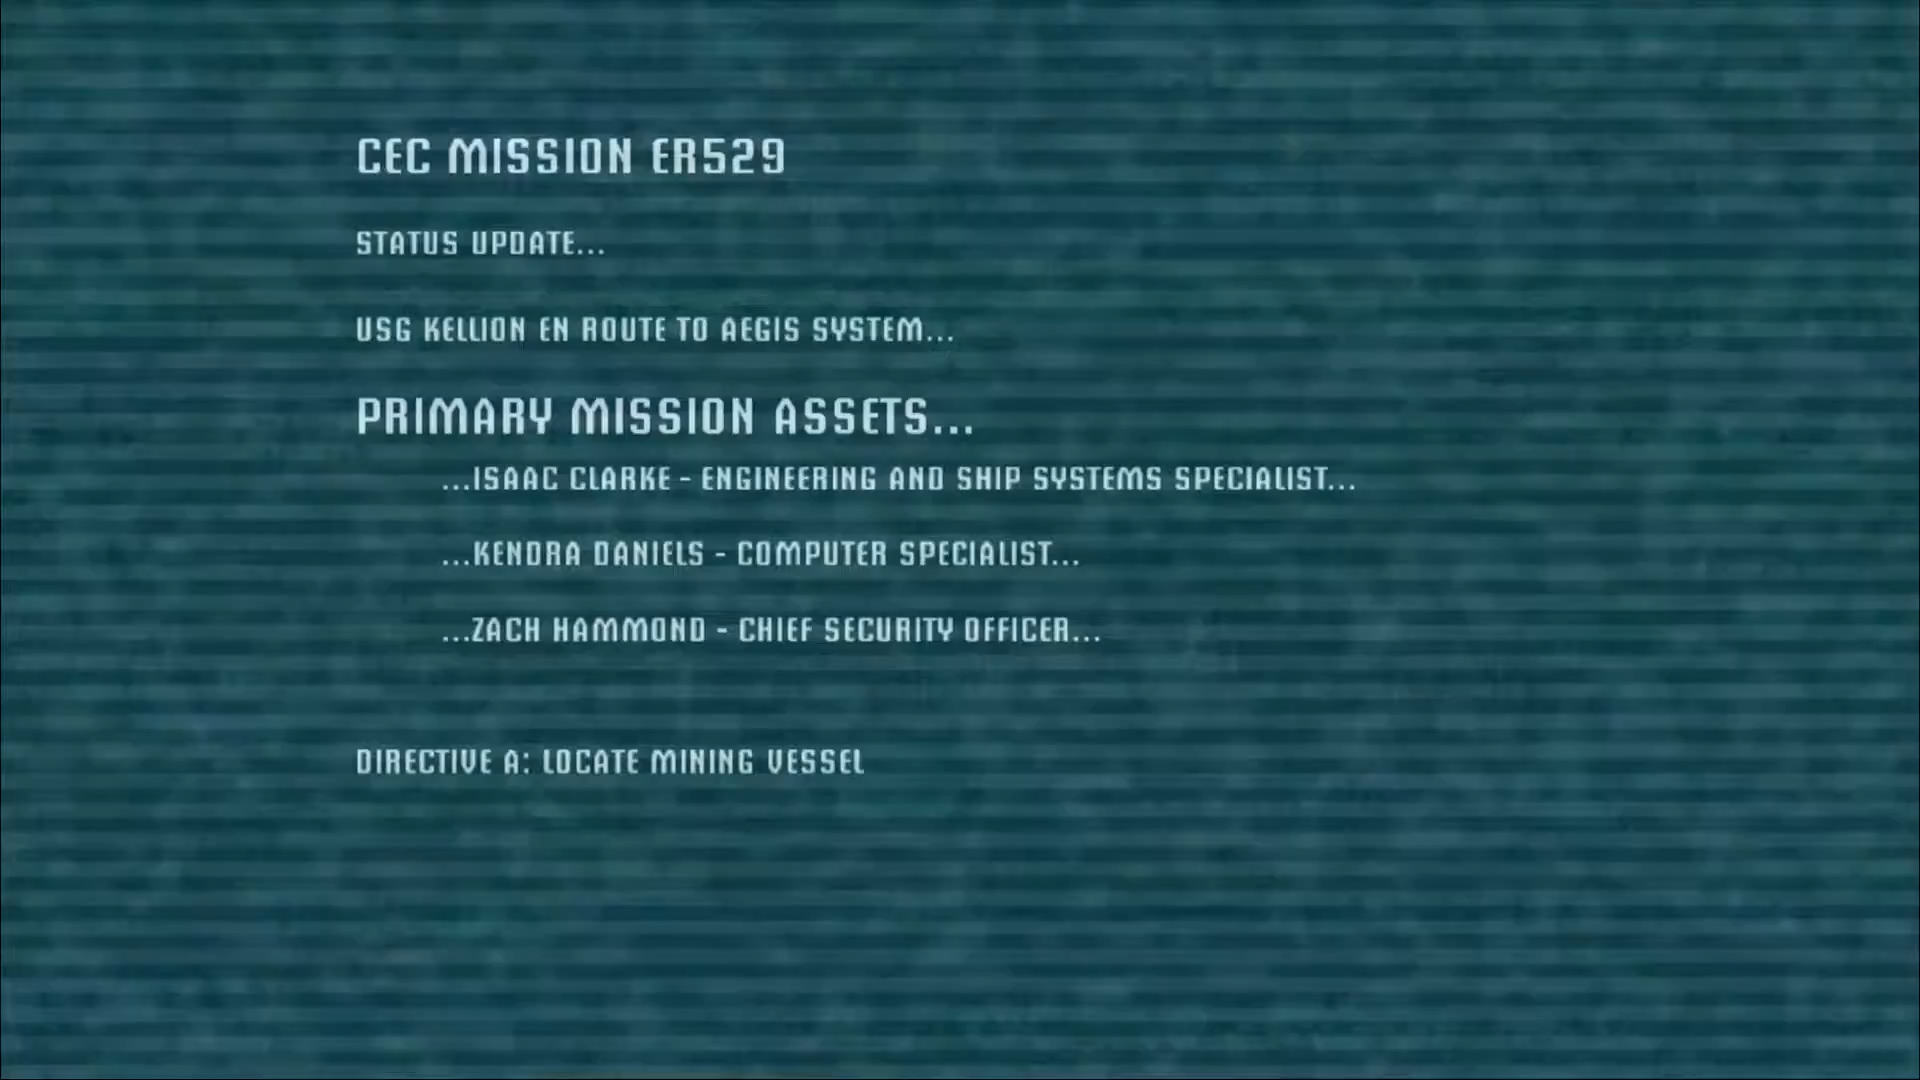 CEC MISSION ER529
STATUS UPDATE...
USG KELLION EN ROUTE TO AEGIS SYSTEM...
PRIMARY MISSION ASSETS...
...ISAAC CLARKE - ENGINEERING AND SHIP SYSTEMS SPECIALIST...
...KENDRA DANIELS - COMPUTER SPECIALIST...
...ZACH HAMMOND - CHIEF SECURITY OFFICER...
DIRECTIVE A: LOCATE MINING VESSEL